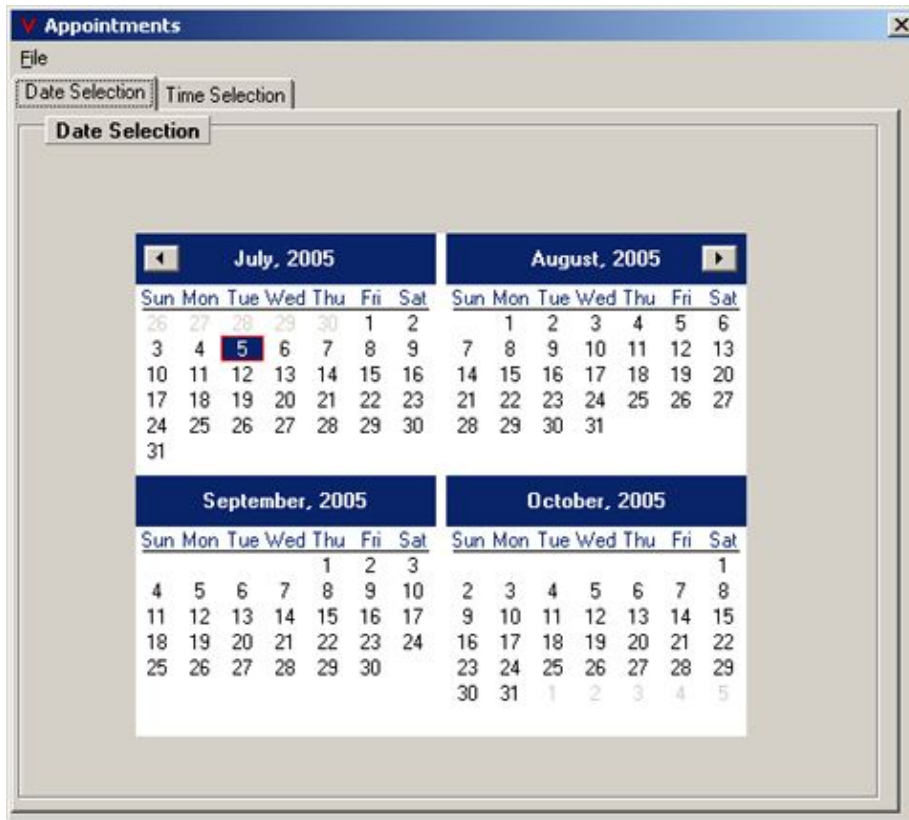 Appointments
File
Date Selection Time Selection
Date Selection
July, 2005
Sun Mon Tue Wed Thu Fri Sat
26 27 28 29 30 1 2
3 4 5 6 7 8 9
10 11 12 13 14 15 16
17 18 19 20 21 22 23
24 25 26 27 28 29 30
31
August, 2005
Sun Mon Tue Wed Thu Fri Sat
1 2 3 4 5 6
7 8 9 10 11 12 13
14 15 16 17 18 19 20
21 22 23 24 25 26 27
28 29 30 31
September, 2005
Sun Mon Tue Wed Thu Fri Sat
1 2 3
4 5 6 7 8 9 10
11 12 13 14 15 16 17
18 19 20 21 22 23 24
25 26 27 28 29 30
October, 2005
Sun Mon Tue Wed Thu Fri Sat
1
2 3 4 5 6 7 8
9 10 11 12 13 14 15
16 17 18 19 20 21 22
23 24 25 26 27 28 29
30 31 1 2 3 4 5